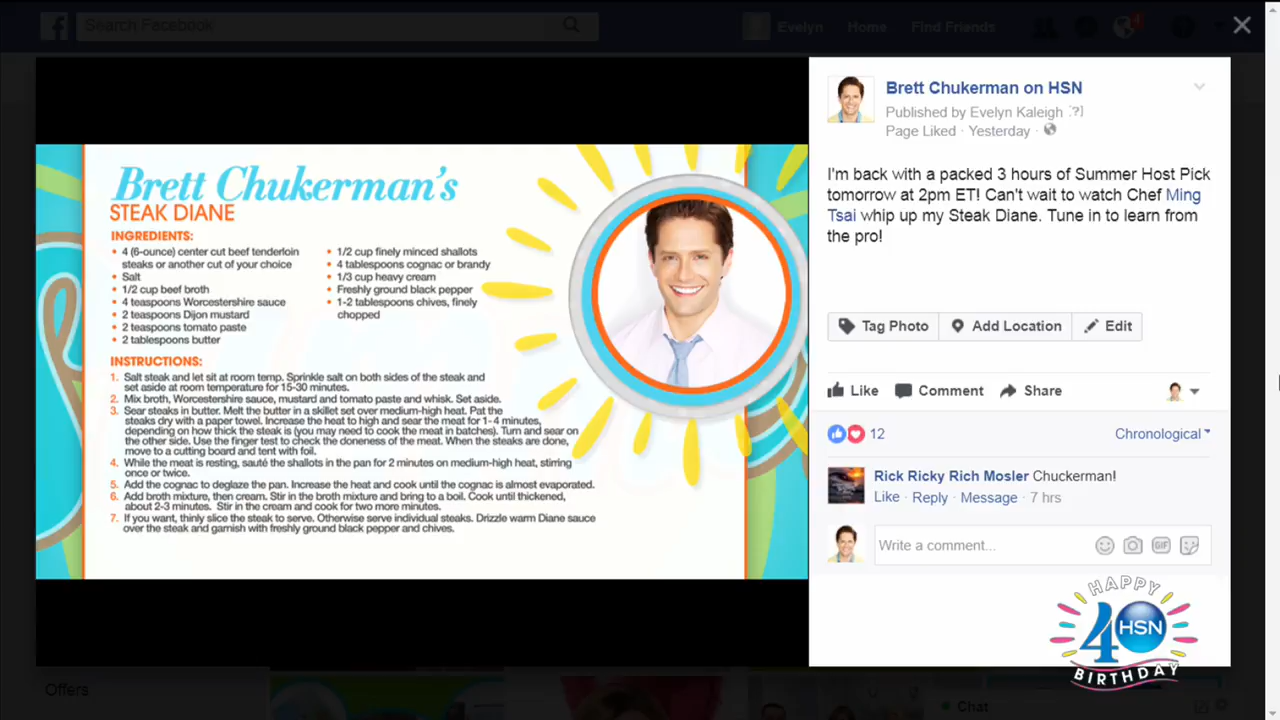 Search Facebook
Evelyn
Home
Find Friends
4
Brett Chukerman's
STEAK DIANE
INGREDIENTS:
• 4 (6-ounce) center cut beef tenderloin
steaks or another cut of your choice
• Salt
• 1/2 cup beef broth
• 4 teaspoons Worcestershire sauce
• 2 teaspoons Dijon mustard
• 2 teaspoons tomato paste
• 2 tablespoons butter
• 1/2 cup finely minced shallots
• 4 tablespoons cognac or brandy
• 1/3 cup heavy cream
• Freshly ground black pepper
• 1-2 tablespoons chives, finely
chopped
INSTRUCTIONS:
1. Salt steak and let sit at room temp. Sprinkle salt on both sides of the steak and
set aside at room temperature for 15-30 minutes.
2. Mix broth, Worcestershire sauce, mustard and tomato paste and whisk. Set aside.
3. Sear steaks in butter. Melt the butter in a skillet set over medium-high heat. Pat the
steaks dry with a paper towel. Increase the heat to high and sear the meat for 1- 4 minutes,
depending on how thick the steak is (you may need to cook the meat in batches). Turn and sear on
the other side. Use the finger test to check the doneness of the meat. When the steaks are done,
move to a cutting board and tent with foil.
4. While the meat is resting, sauté the shallots in the pan for 2 minutes on medium-high heat, stirring
once or twice.
5. Add the cognac to deglaze the pan. Increase the heat and cook until the cognac is almost evaporated.
6. Add broth mixture, then cream. Stir in the broth mixture and bring to a boil. Cook until thickened,
about 2-3 minutes. Stir in the cream and cook for two more minutes.
7. If you want, thinly slice the steak to serve. Otherwise serve individual steaks. Drizzle warm Diane sauce
over the steak and garnish with freshly ground black pepper and chives.
Brett Chukerman on HSN
Published by Evelyn Kaleigh [?]
Page Liked · Yesterday ·
I'm back with a packed 3 hours of Summer Host Pick
tomorrow at 2pm ET! Can't wait to watch Chef Ming
Tsai whip up my Steak Diane. Tune in to learn from
the pro!
Tag Photo
Add Location
Edit
Like
Comment
Share
12
Chronological
Rick Ricky Rich Mosler Chuckerman!
Like · Reply · Message · 7 hrs
Write a comment...
GIF
HAPPY
40 HSN
BIRTHDAY
Offers
Chat